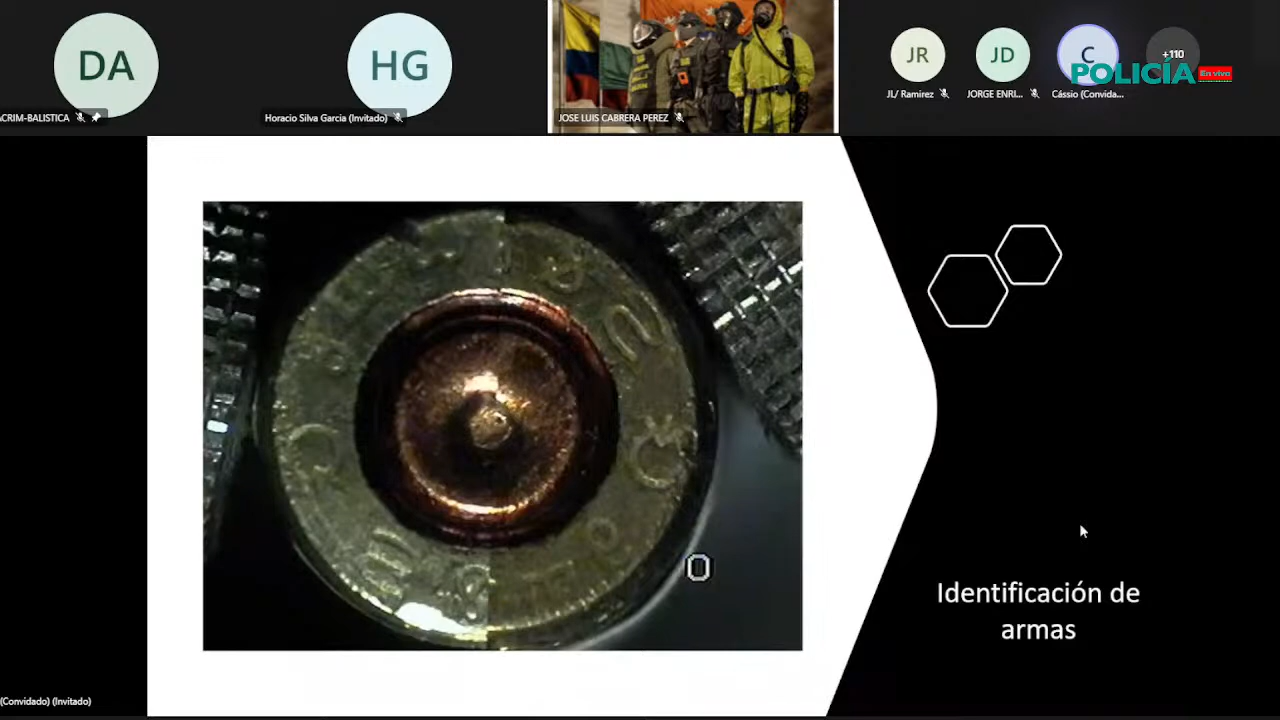 DA
HG
JR
JD
C
+110
POLICÍA En vivo
ACRIM-BALISTICA
Horacio Silva Garcia (Invitado)
JOSE LUIS CABRERA PEREZ
JL/ Ramirez
JORGE ENRI...
Cássio (Convida...
O
Identificación de
armas
(Convidado) (Invitado)